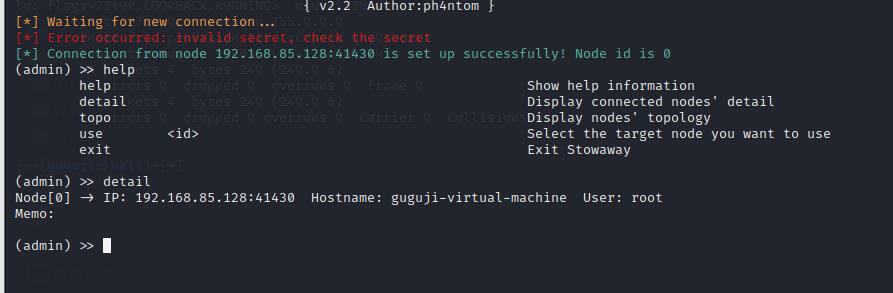 { v2.2  Author:ph4ntom }
[*] Waiting for new connection...
[*] Error occurred: invalid secret, check the secret
[*] Connection from node 192.168.85.128:41430 is set up successfully! Node id is 0
(admin) >> help
help Show help information
detail Display connected nodes' detail
topo Display nodes' topology
use <id> Select the target node you want to use
exit Exit Stowaway
(admin) >> detail
Node[0] -> IP: 192.168.85.128:41430  Hostname: guguji-virtual-machine  User: root
Memo:
(admin) >>